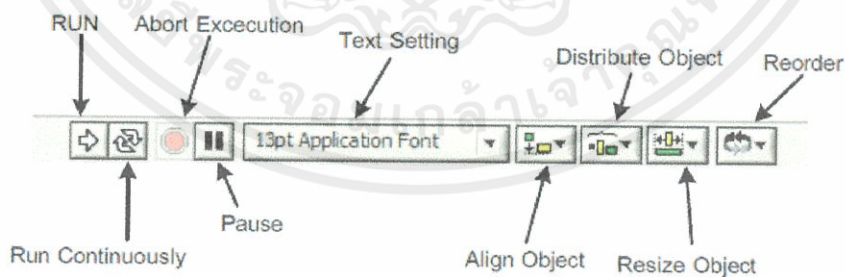 RUN
Abort Excecution
Text Setting
Distribute Object
Reorder
13pt Application Font
Pause
Run Continuously
Align Object
Resize Object